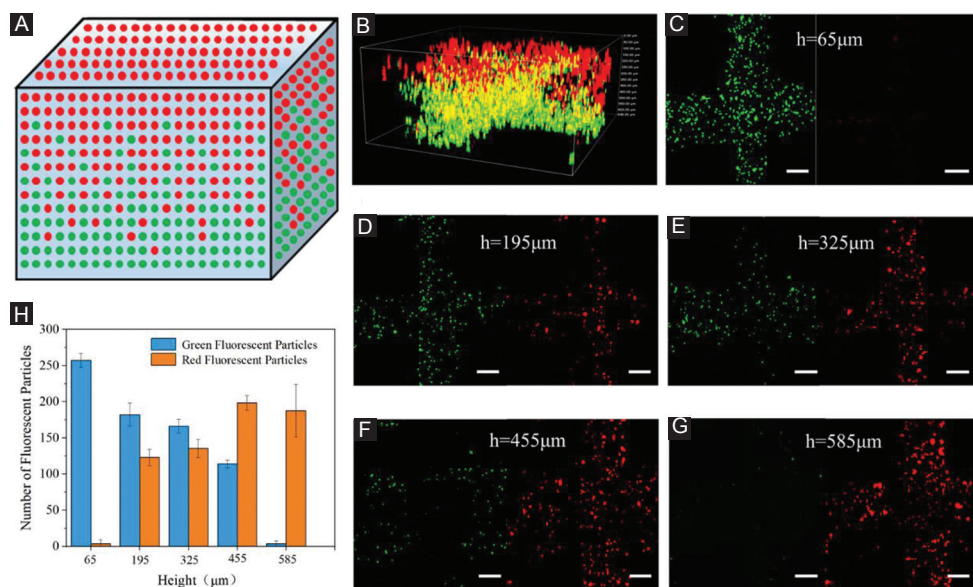 A
B
C
h=65μm
D
h=195μm
E
h=325μm
F
h=455μm
G
h=585μm
H
Green Fluorescent Particles
Red Fluorescent Particles
Number of Fluorescent Particles
300
250
200
150
100
50
0
65
195
325
455
585
Height（μm）